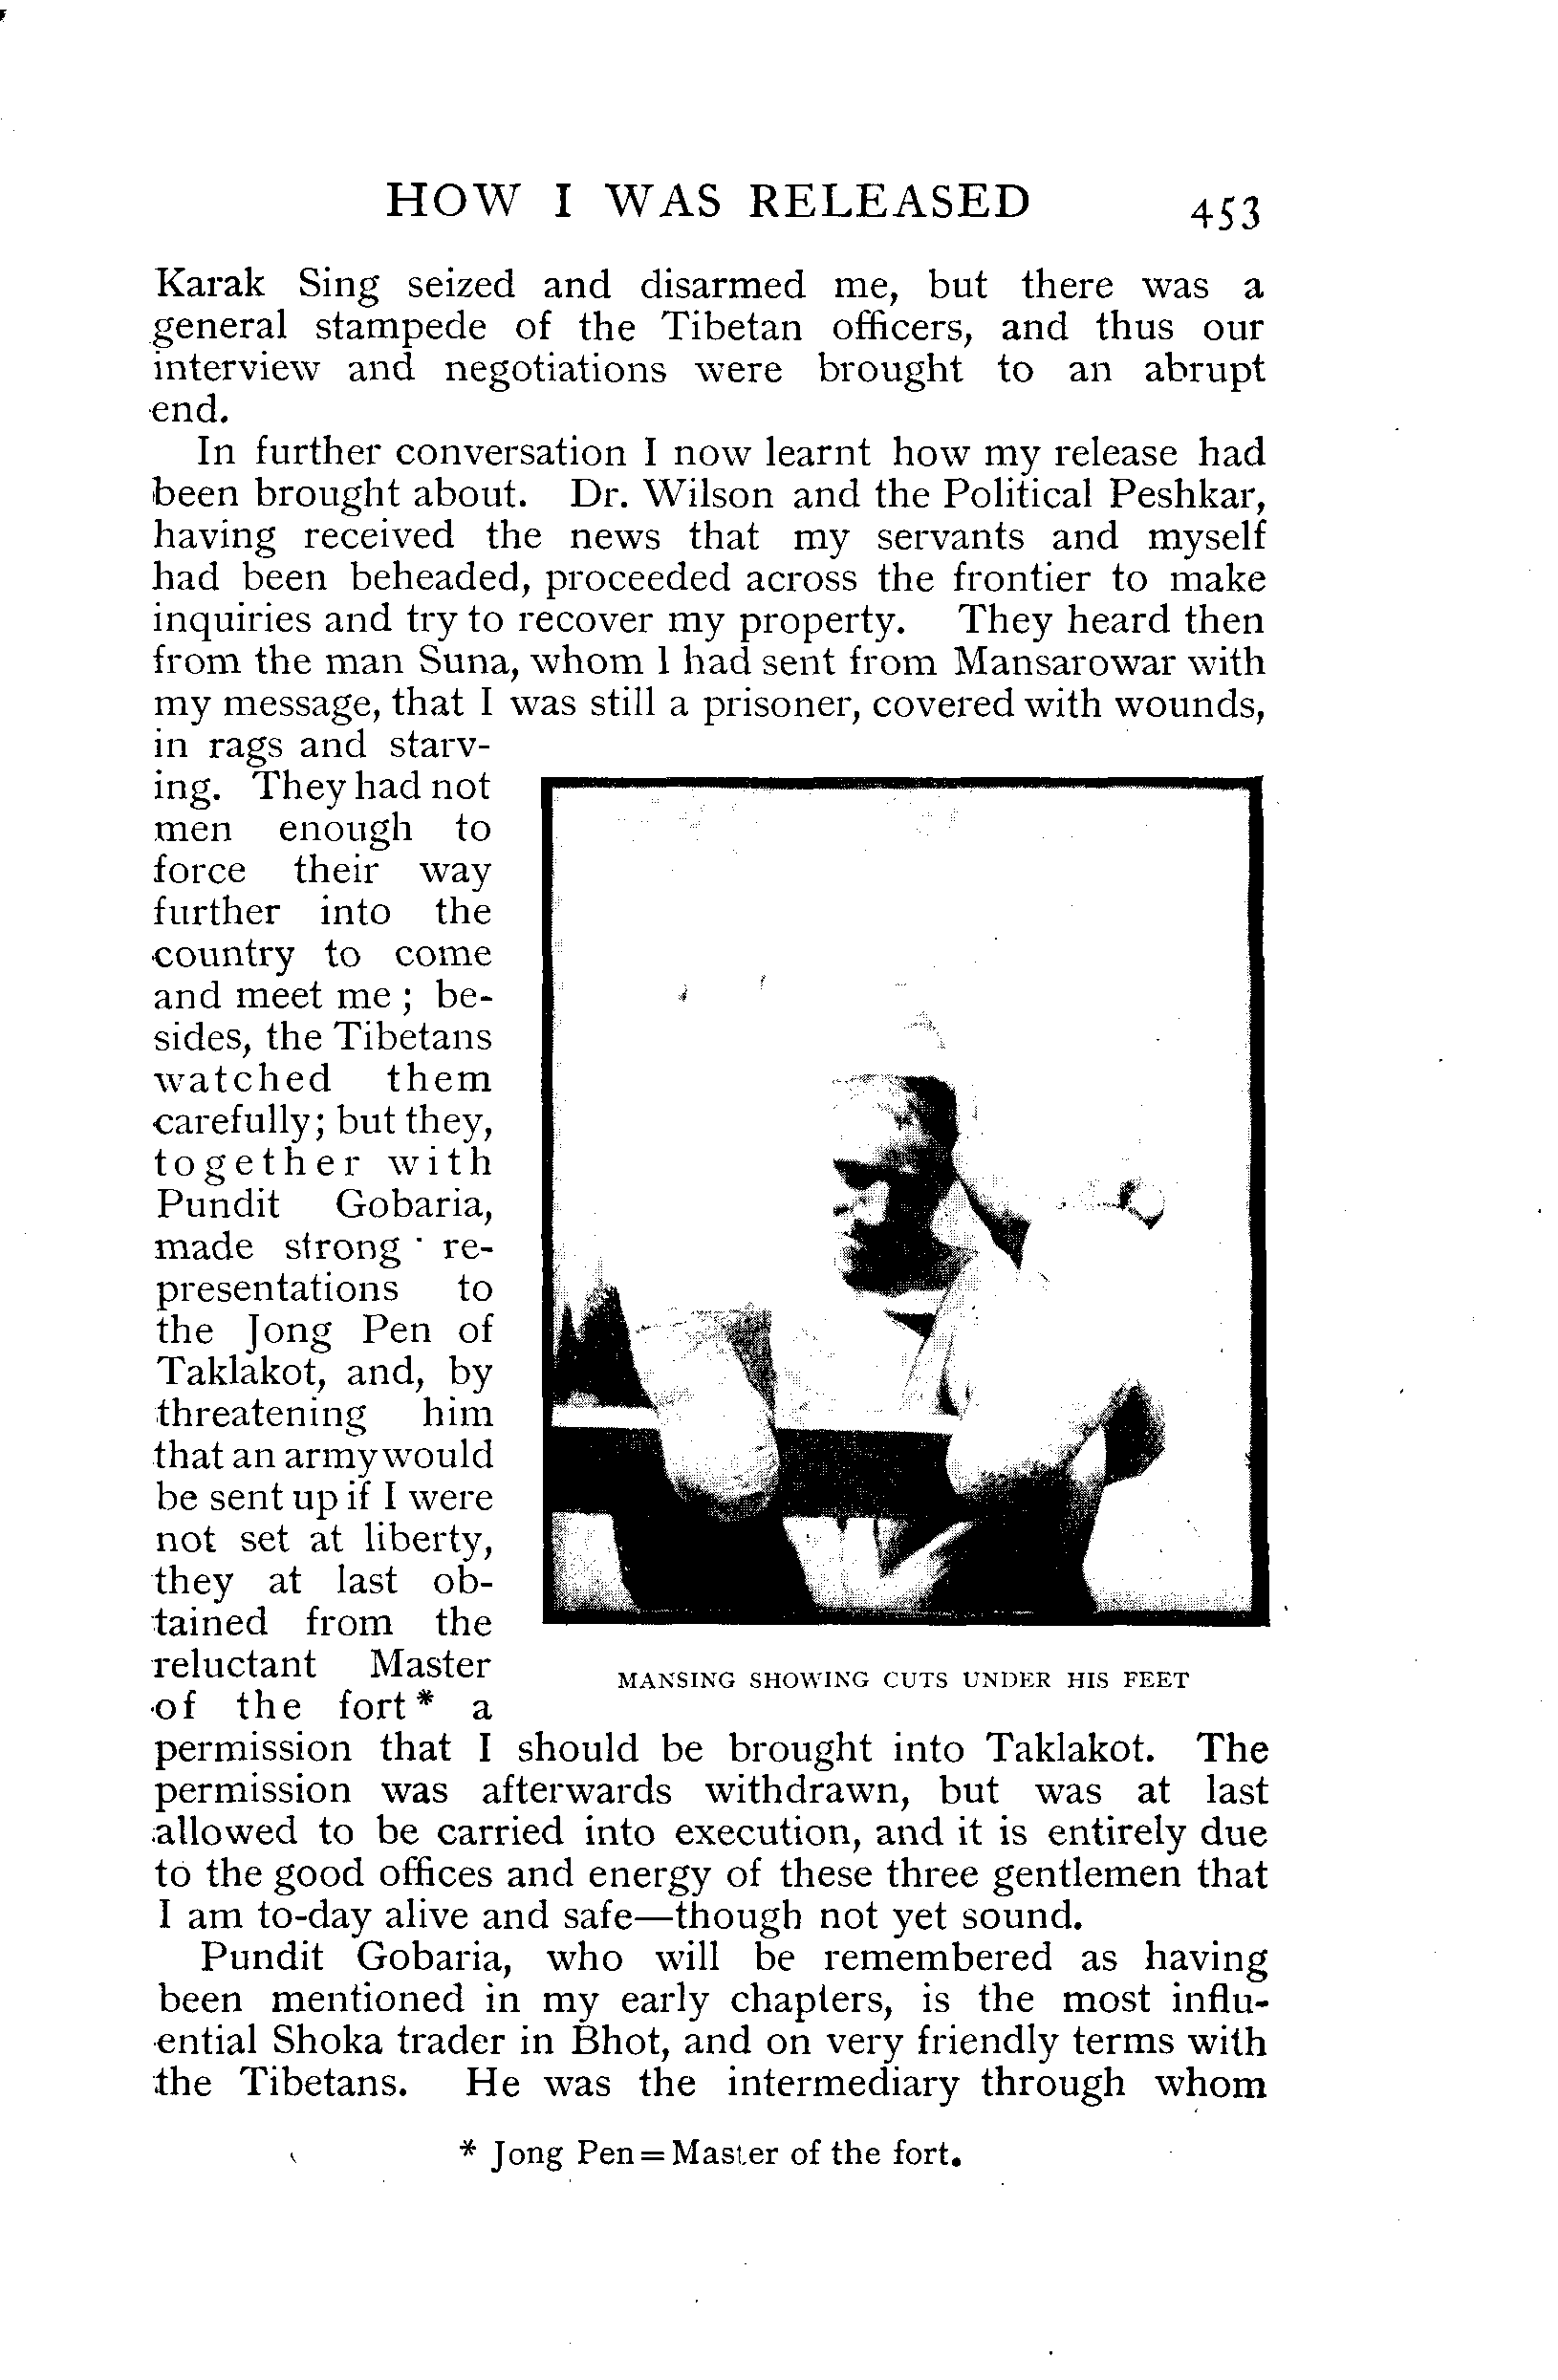 HOW I WAS RELEASED 453
Karak Sing seized and disarmed me, but there was a
general stampede of the Tibetan officers, and thus our
interview and negotiations were brought to an abrupt
end.
In further conversation I now learnt how my release had
been brought about. Dr. Wilson and the Political Peshkar,
having received the news that my servants and myself
had been beheaded, proceeded across the frontier to make
inquiries and try to recover my property. They heard then
from the man Suna, whom I had sent from Mansarowar with
my message, that I was still a prisoner, covered with wounds,
in rags and starv-
ing. They had not
men enough to
force their way
further into the
country to come
and meet me; be-
sides, the Tibetans
watched them
carefully; but they,
together with
Pundit Gobaria,
made strong re-
presentations to
the Jong Pen of
Taklakot, and, by
threatening him
that an army would
be sent up if I were
not set at liberty,
they at last ob-
tained from the
reluctant Master
of the fort* a
MANSING SHOWING CUTS UNDER HIS FEET
permission that I should be brought into Taklakot. The
permission was afterwards withdrawn, but was at last
allowed to be carried into execution, and it is entirely due
to the good offices and energy of these three gentlemen that
I am to-day alive and safe—though not yet sound.
Pundit Gobaria, who will be remembered as having
been mentioned in my early chapters, is the most influ-
ential Shoka trader in Bhot, and on very friendly terms with
the Tibetans. He was the intermediary through whom
* Jong Pen=Master of the fort.